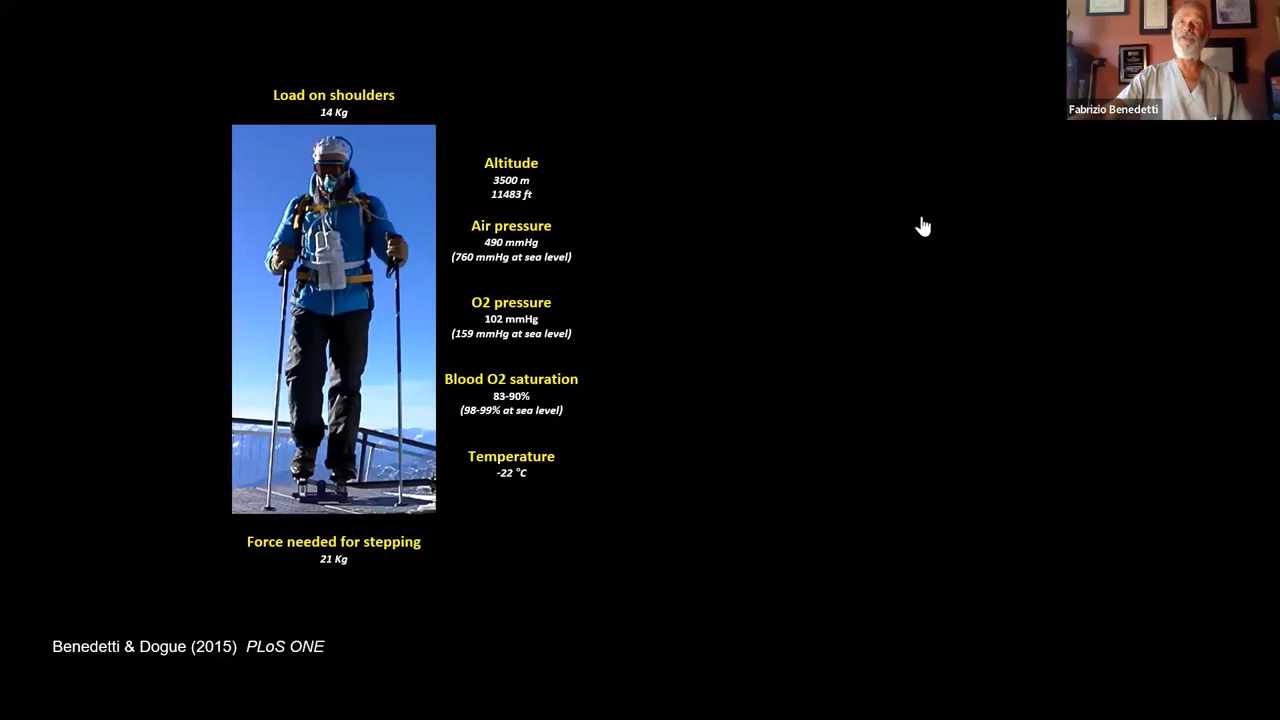 Fabrizio Benedetti
Load on shoulders
14 Kg
Altitude
3500 m
11483 ft
Air pressure
490 mmHg
(760 mmHg at sea level)
O2 pressure
102 mmHg
(159 mmHg at sea level)
Blood O2 saturation
83-90%
(98-99% at sea level)
Temperature
-22 °C
Force needed for stepping
21 Kg
Benedetti & Dogue (2015) PLoS ONE